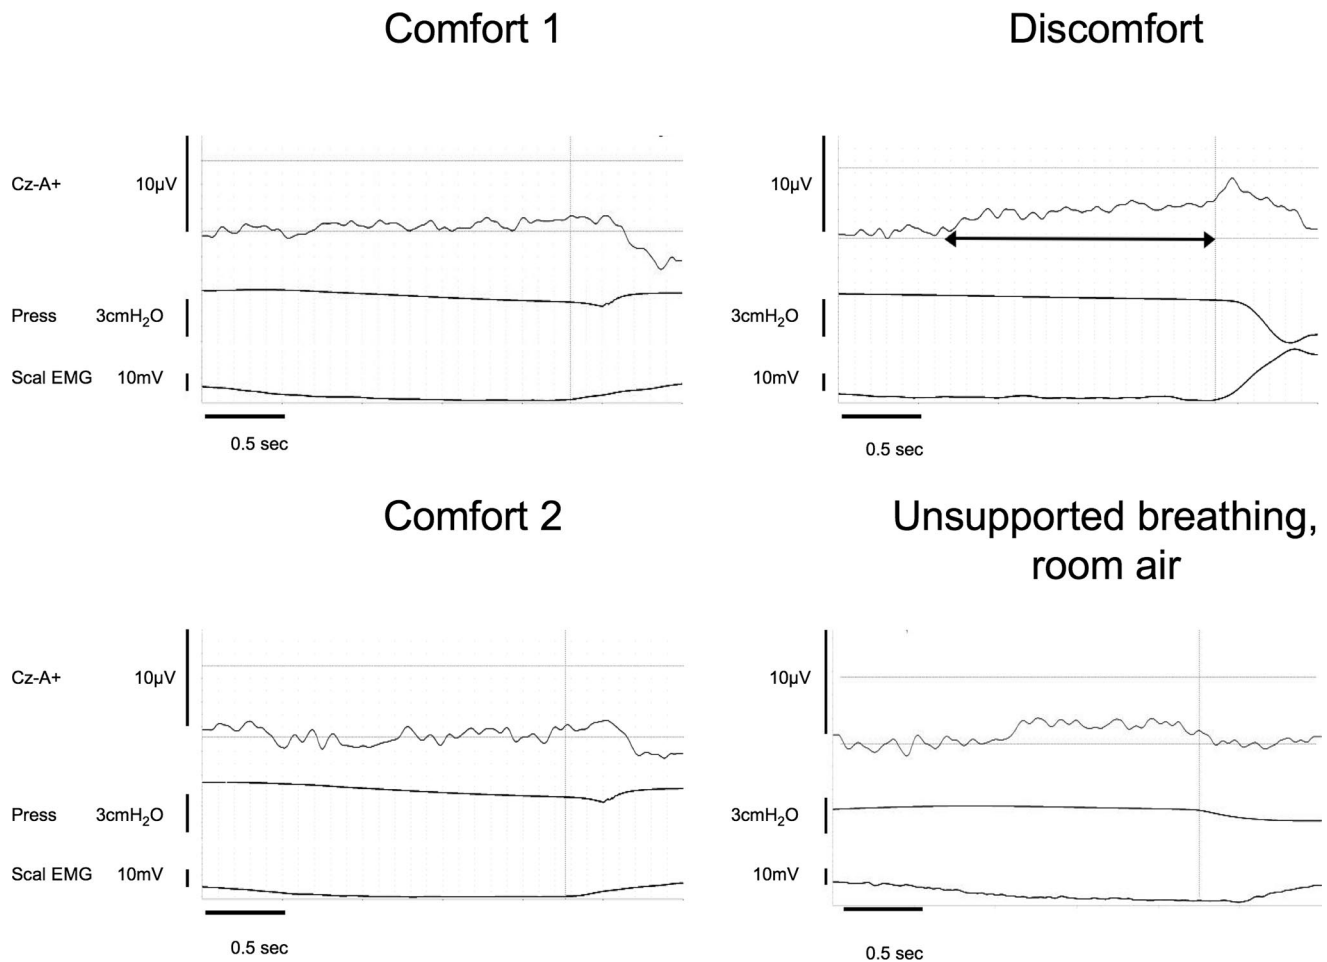 Comfort 1
Discomfort
Cz-A+ 10µV
10µV
Press 3cmH₂O
3cmH₂O
Scal EMG 10mV
10mV
0.5 sec
0.5 sec
Comfort 2
Unsupported breathing,
room air
Cz-A+ 10µV
10µV
Press 3cmH₂O
3cmH₂O
Scal EMG 10mV
10mV
0.5 sec
0.5 sec